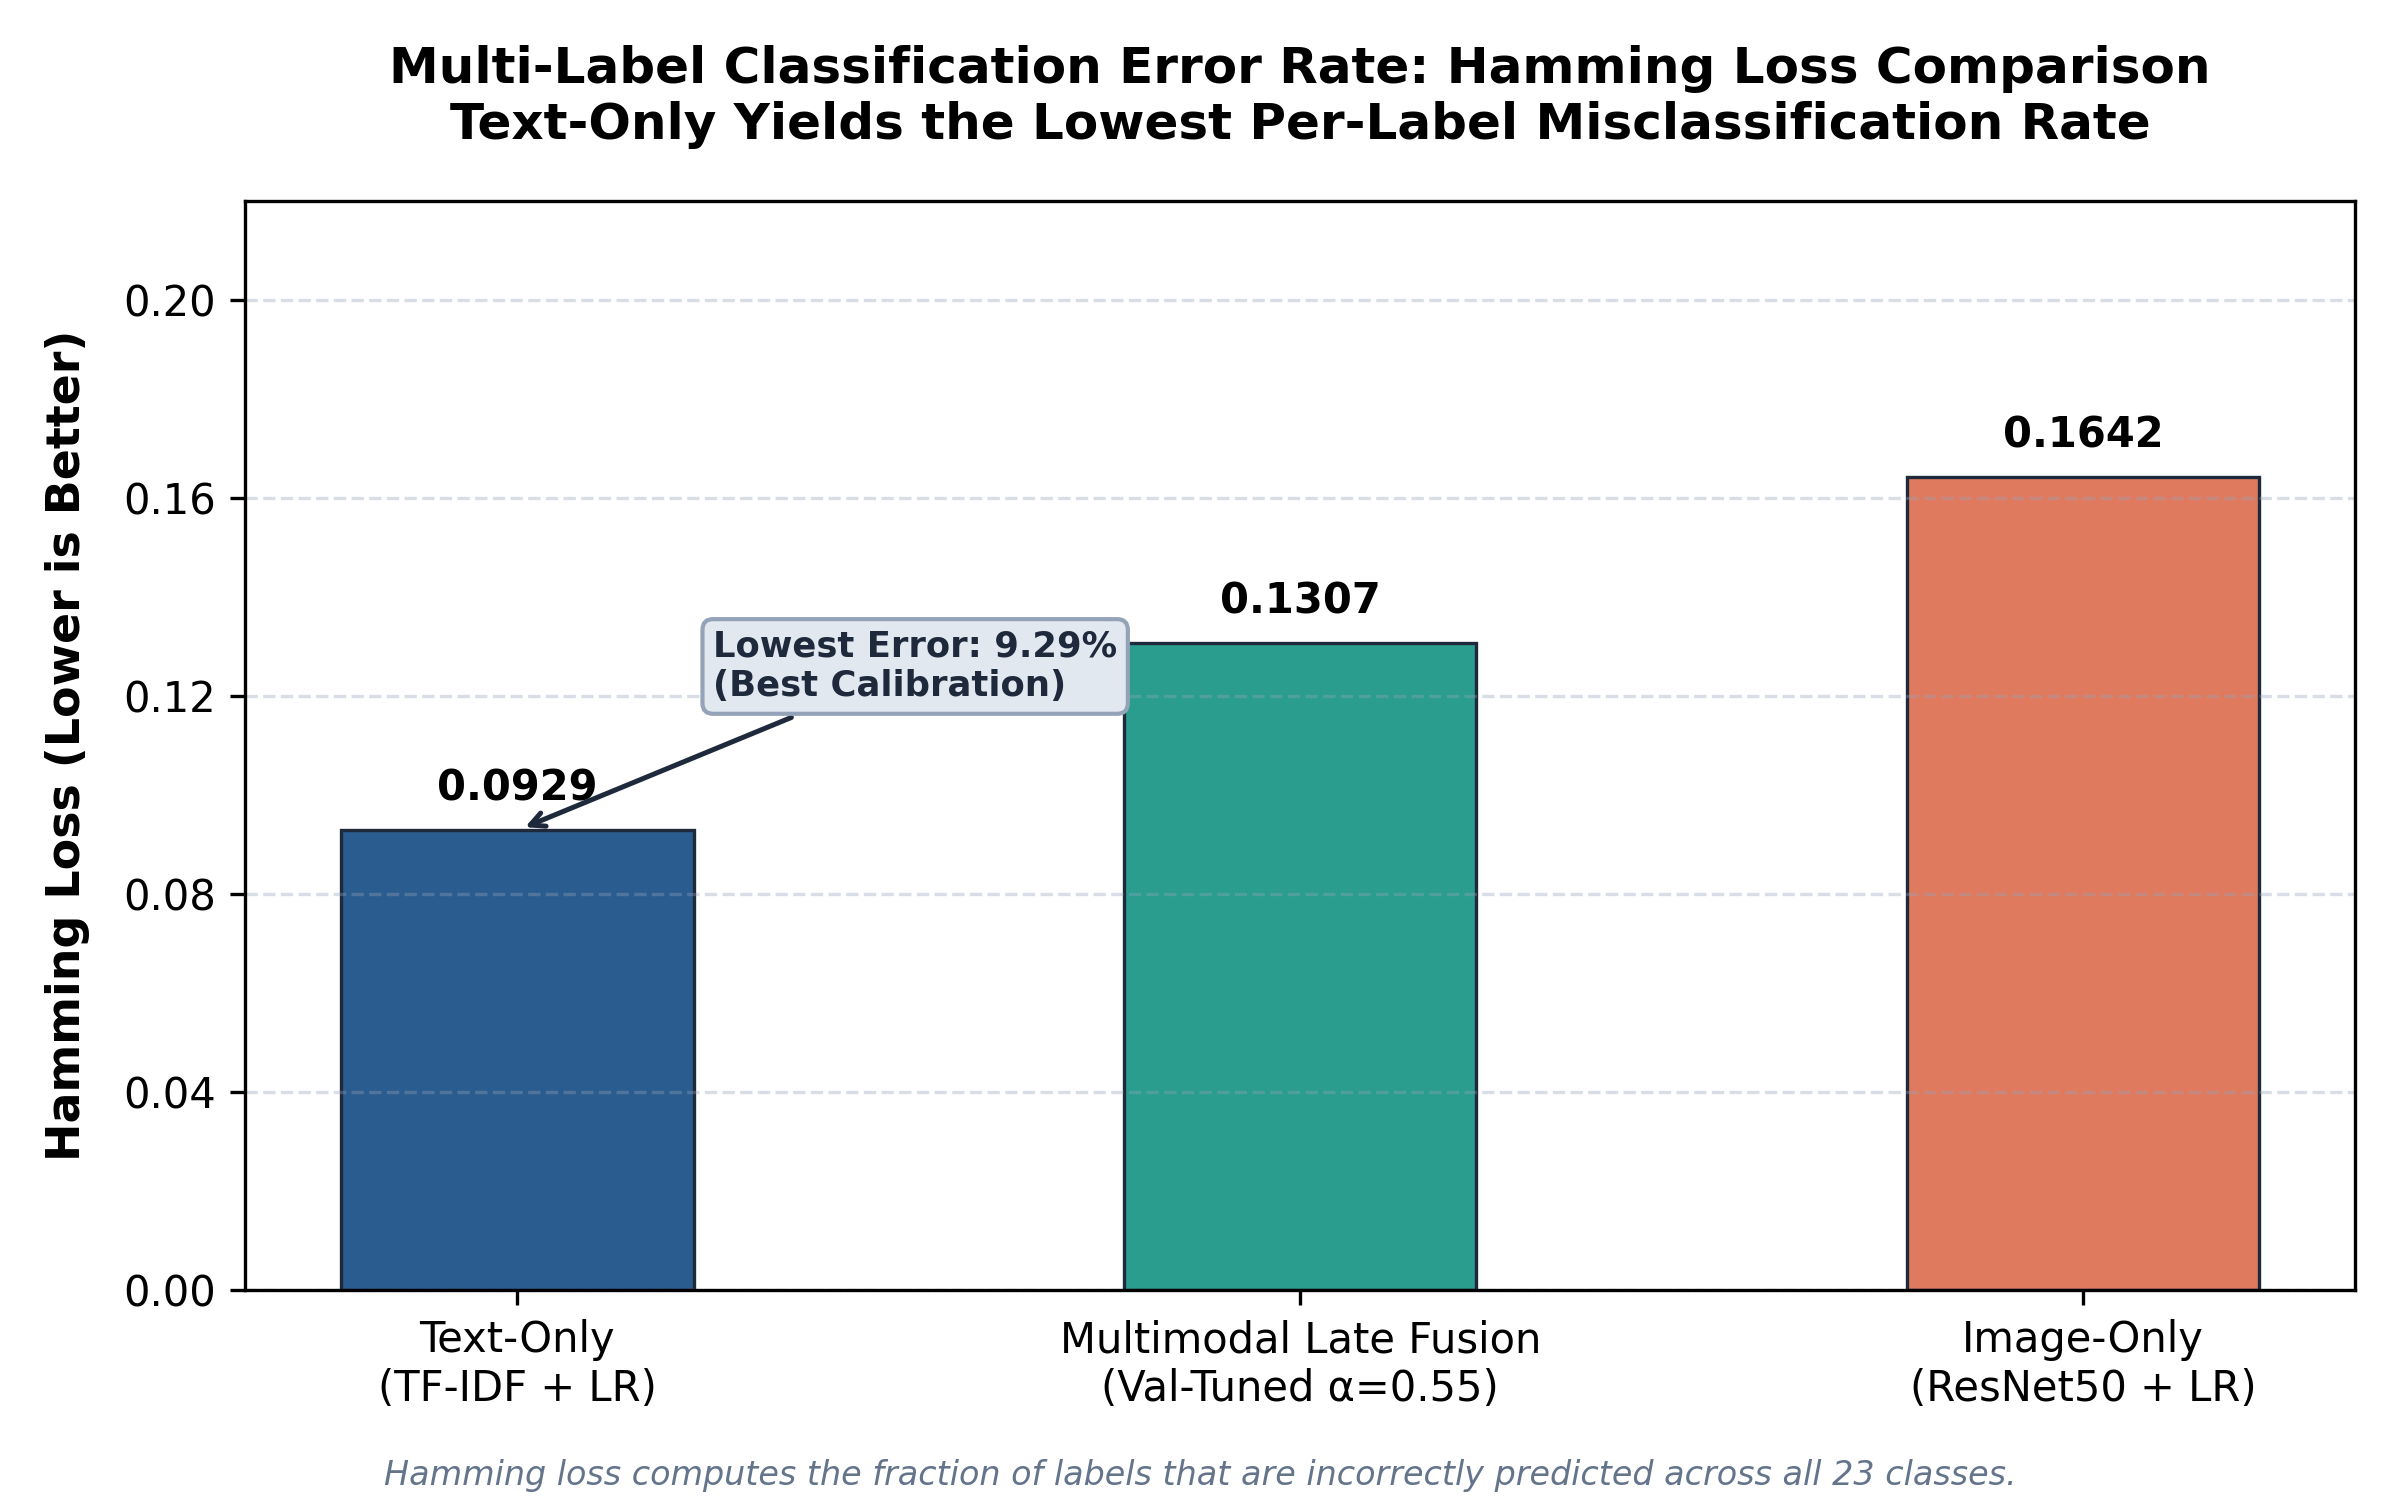 Multi-Label Classification Error Rate: Hamming Loss Comparison
Text-Only Yields the Lowest Per-Label Misclassification Rate
Hamming Loss (Lower is Better)
0.20
0.16
0.12
0.08
0.04
0.00
0.0929
Lowest Error: 9.29%
(Best Calibration)
0.1307
0.1642
Text-Only
(TF-IDF + LR)
Multimodal Late Fusion
(Val-Tuned α=0.55)
Image-Only
(ResNet50 + LR)
Hamming loss computes the fraction of labels that are incorrectly predicted across all 23 classes.